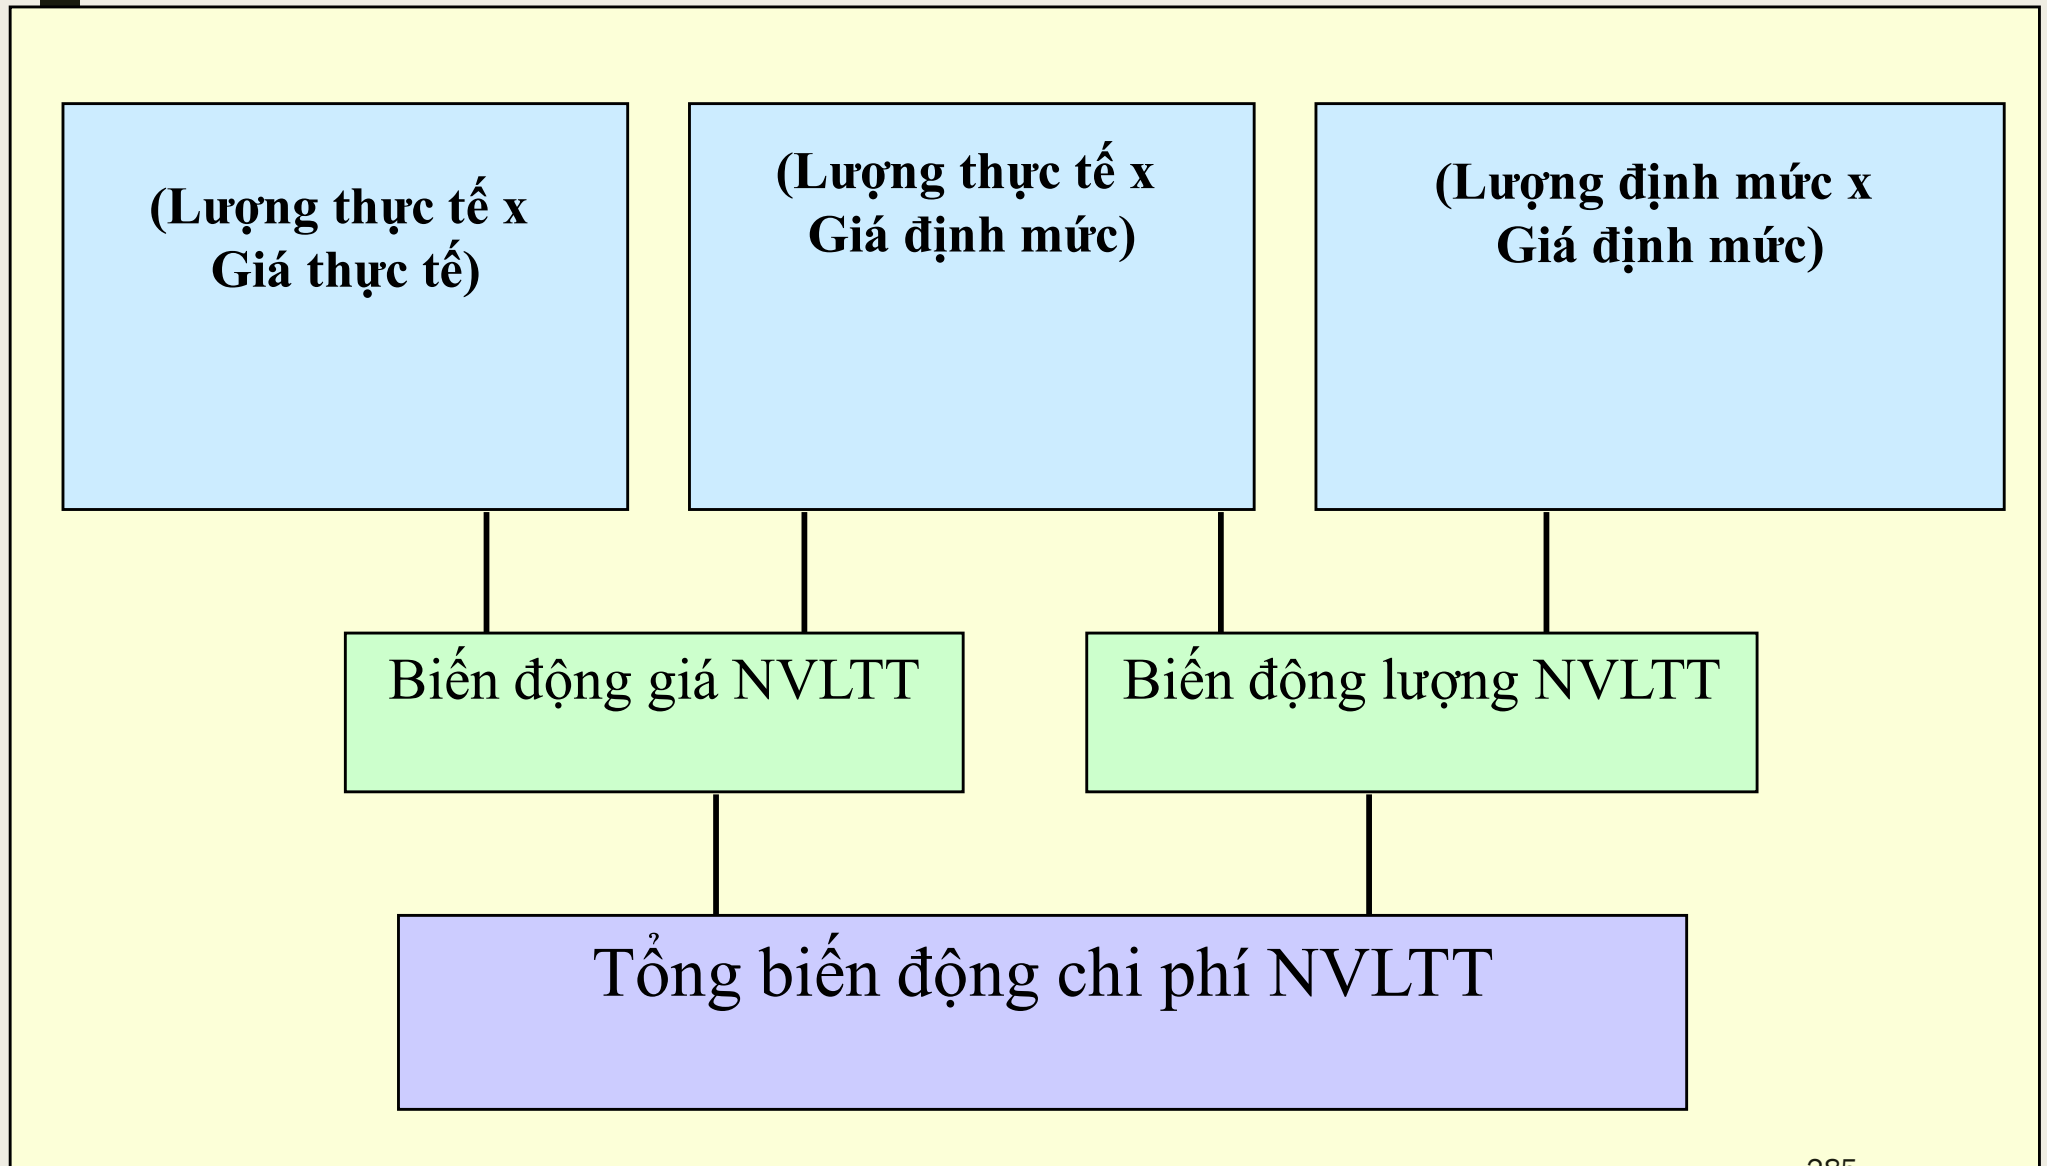 (Lượng thực tế x
Giá thực tế)
(Lượng thực tế x
Giá định mức)
(Lượng định mức x
Giá định mức)
Biến động giá NVLTT
Biến động lượng NVLTT
Tổng biến động chi phí NVLTT